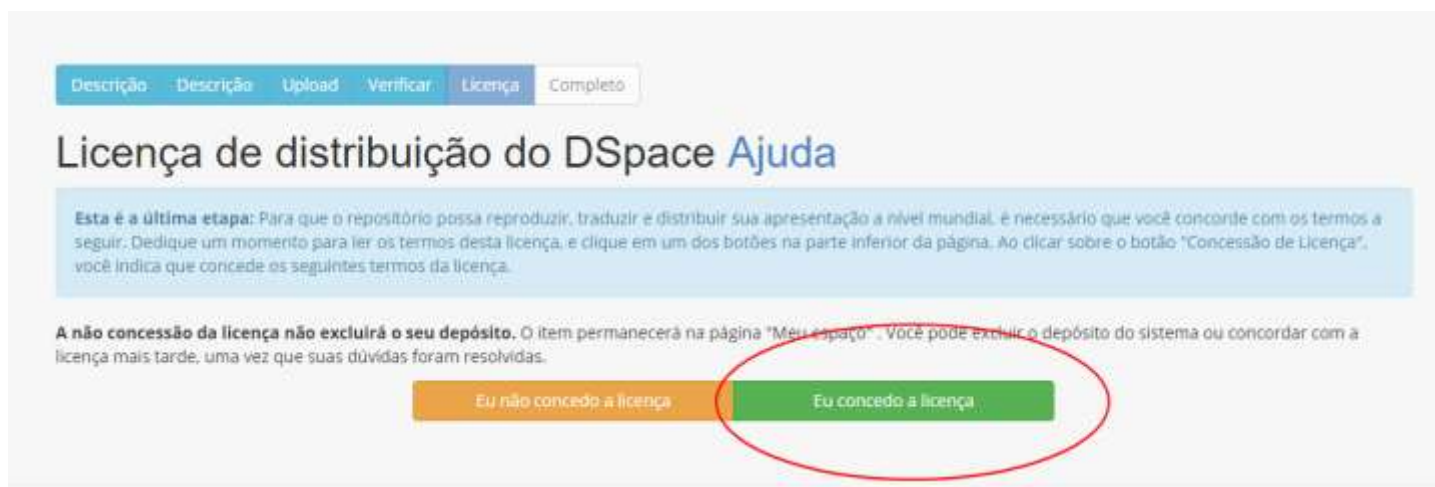 Descrição Descrição Upload Verificar Licença Completo
Licença de distribuição do DSpace Ajuda
Esta é a última etapa: Para que o repositório possa reproduzir, traduzir e distribuir sua apresentação a nível mundial, é necessário que você concorde com os termos a
seguir. Dedique um momento para ler os termos desta licença, e clique em um dos botões na parte inferior da página. Ao clicar sobre o botão "Concessão de Licença",
você indica que concede os seguintes termos da licença.
A não concessão da licença não excluirá o seu depósito. O item permanecerá na página "Meu espaço" . Você pode excluir o depósito do sistema ou concordar com a
licença mais tarde, uma vez que suas dúvidas foram resolvidas.
Eu não concedo a licença Eu concedo a licença